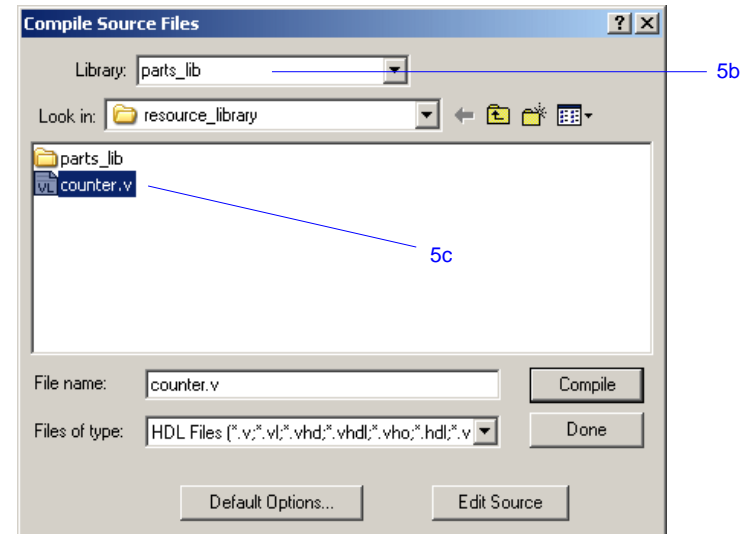 Compile Source Files
Library: parts_lib
5b
Look in: resource_library
parts_lib
counter.v
5c
File name: counter.v Compile
Files of type: HDL Files (*.v;*.vl;*.vhd;*.vhdl;*.vho;*.hdl;*.v Done
Default Options... Edit Source